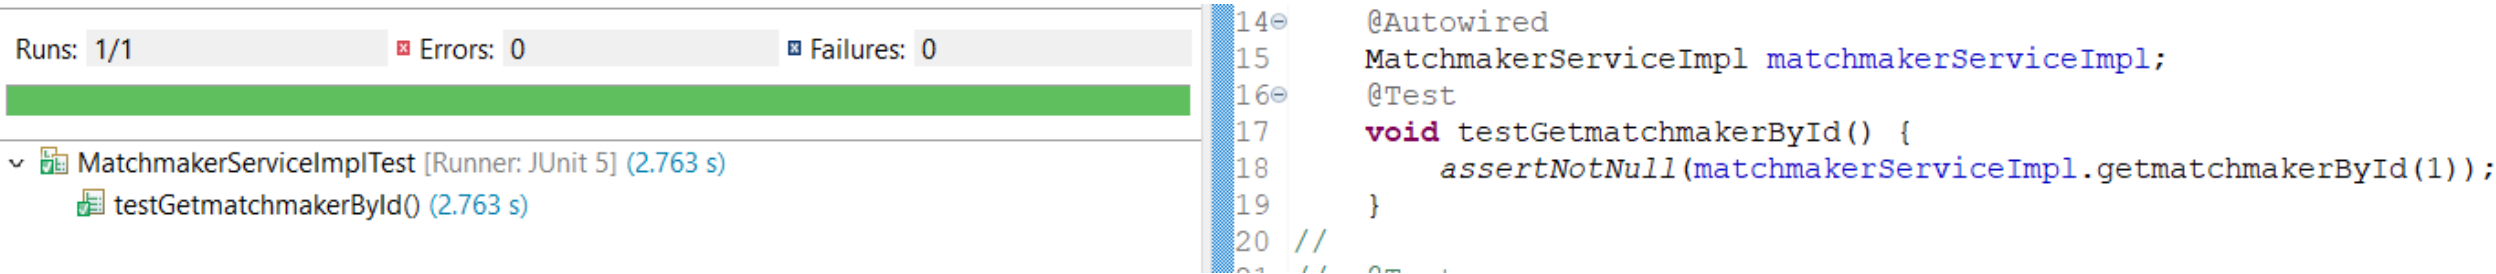 Runs: 1/1 Errors: 0 Failures: 0
MatchmakerServiceImplTest [Runner: JUnit 5] (2.763 s)
testGetmatchmakerById() (2.763 s)
14 @Autowired
15 MatchmakerServiceImpl matchmakerServiceImpl;
16 @Test
17 void testGetmatchmakerById() {
18 assertNotNull(matchmakerServiceImpl.getmatchmakerById(1));
19 }
20 //